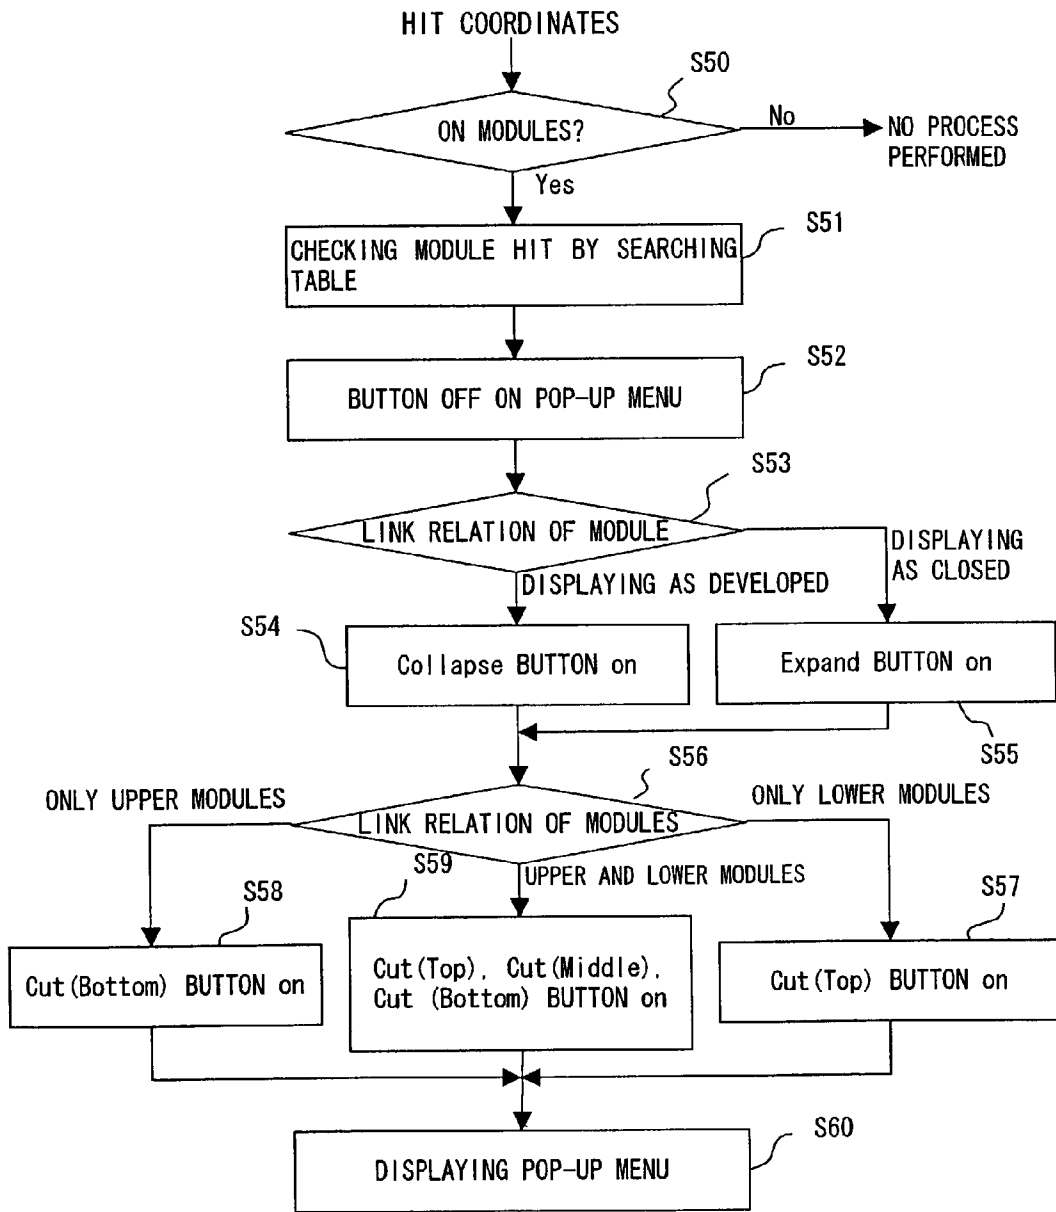 HIT COORDINATES
S50
ON MODULES?
No
NO PROCESS
PERFORMED
Yes
S51
CHECKING MODULE HIT BY SEARCHING
TABLE
S52
BUTTON OFF ON POP-UP MENU
S53
LINK RELATION OF MODULE
DISPLAYING
AS CLOSED
DISPLAYING AS DEVELOPED
S54
Collapse BUTTON on
Expand BUTTON on
S55
S56
ONLY UPPER MODULES
ONLY LOWER MODULES
LINK RELATION OF MODULES
S59
UPPER AND LOWER MODULES
S58
S57
Cut(Bottom) BUTTON on
Cut(Top), Cut(Middle),
Cut (Bottom) BUTTON on
Cut(Top) BUTTON on
S60
DISPLAYING POP-UP MENU